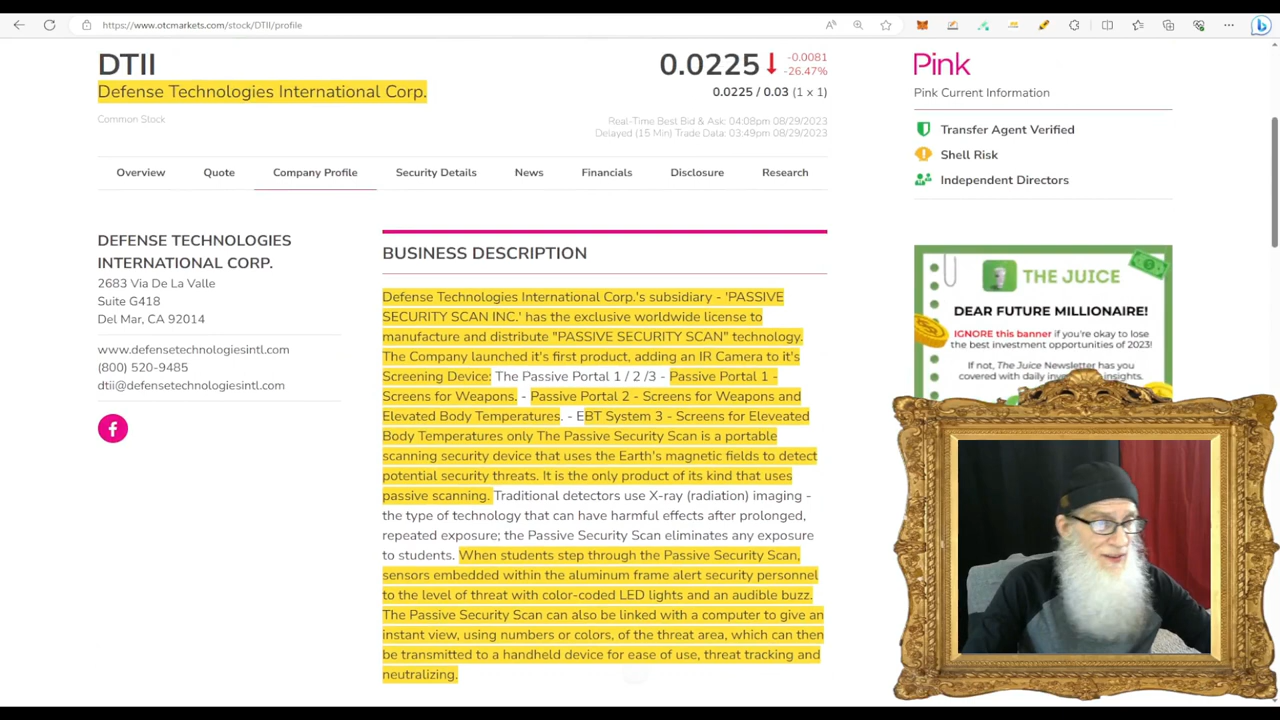 https://www.otcmarkets.com/stock/DTII/profile
DTII
Defense Technologies International Corp.
Common Stock
0.0225
-0.0081
-26.47%
0.0225 / 0.03 (1 x 1)
Real-Time Best Bid & Ask: 04:08pm 08/29/2023
Delayed (15 Min) Trade Data: 03:49pm 08/29/2023
Pink
Pink Current Information
Transfer Agent Verified
Shell Risk
Independent Directors
Overview Quote Company Profile Security Details News Financials Disclosure Research
DEFENSE TECHNOLOGIES
INTERNATIONAL CORP.
2683 Via De La Valle
Suite G418
Del Mar, CA 92014
www.defensetechnologiesintl.com
(800) 520-9485
dtii@defensetechnologiesintl.com
BUSINESS DESCRIPTION
Defense Technologies International Corp.'s subsidiary - 'PASSIVE
SECURITY SCAN INC.' has the exclusive worldwide license to
manufacture and distribute "PASSIVE SECURITY SCAN" technology.
The Company launched it's first product, adding an IR Camera to it's
Screening Device: The Passive Portal 1 / 2 /3 - Passive Portal 1 -
Screens for Weapons. - Passive Portal 2 - Screens for Weapons and
Elevated Body Temperatures. - EBT System 3 - Screens for Eleveated
Body Temperatures only The Passive Security Scan is a portable
scanning security device that uses the Earth's magnetic fields to detect
potential security threats. It is the only product of its kind that uses
passive scanning. Traditional detectors use X-ray (radiation) imaging -
the type of technology that can have harmful effects after prolonged,
repeated exposure; the Passive Security Scan eliminates any exposure
to students. When students step through the Passive Security Scan,
sensors embedded within the aluminum frame alert security personnel
to the level of threat with color-coded LED lights and an audible buzz.
The Passive Security Scan can also be linked with a computer to give an
instant view, using numbers or colors, of the threat area, which can then
be transmitted to a handheld device for ease of use, threat tracking and
neutralizing.
THE JUICE
DEAR FUTURE MILLIONAIRE!
IGNORE this banner if you're okay to lose
the best investment opportunities of 2023!
If not, The Juice Newsletter has
you covered with daily insights.